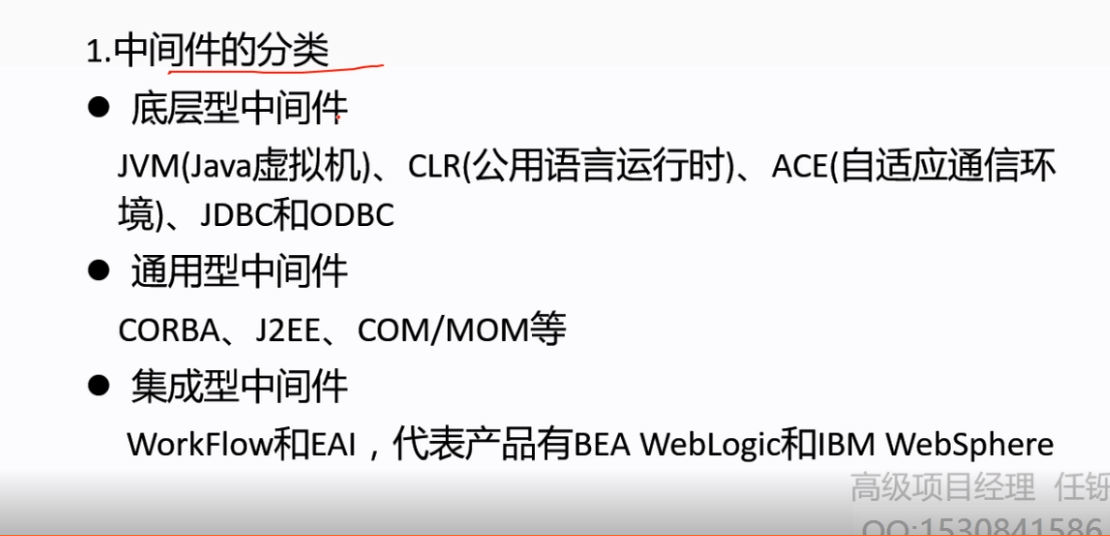 1.中间件的分类
● 底层型中间件
JVM(Java虚拟机)、CLR(公用语言运行时)、ACE(自适应通信环
境)、JDBC和ODBC
● 通用型中间件
CORBA、J2EE、COM/MOM等
● 集成型中间件
WorkFlow和EAI，代表产品有BEA WebLogic和IBM WebSphere
高级项目经理 任铄
QQ:1530841586